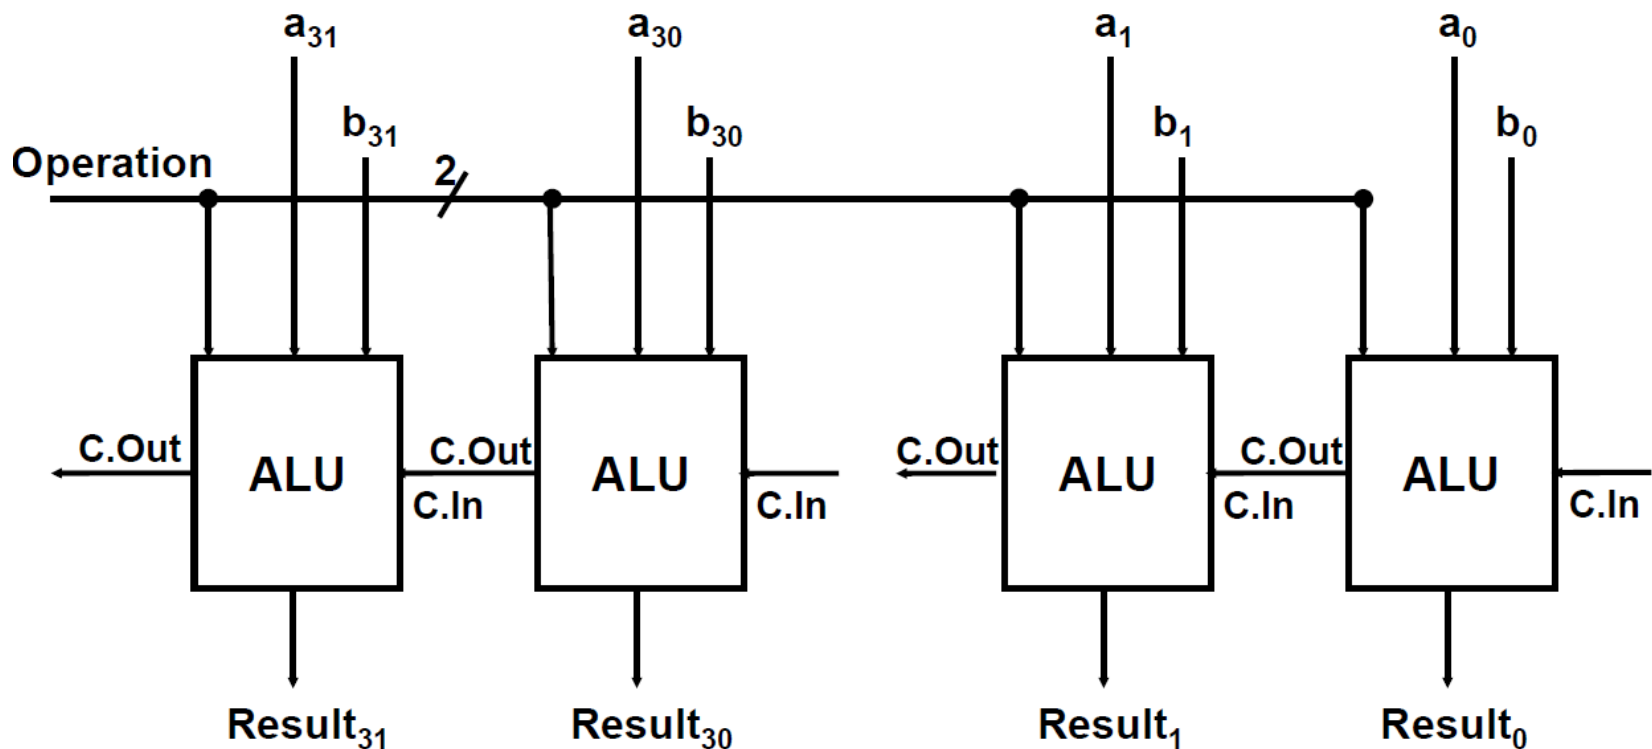 a₃₁ a₃₀ a₁ a₀
b₃₁ b₃₀ b₁ b₀
Operation 2
C.Out C.Out C.Out C.Out
ALU ALU ALU ALU
C.In C.In C.In C.In
Result₃₁ Result₃₀ Result₁ Result₀